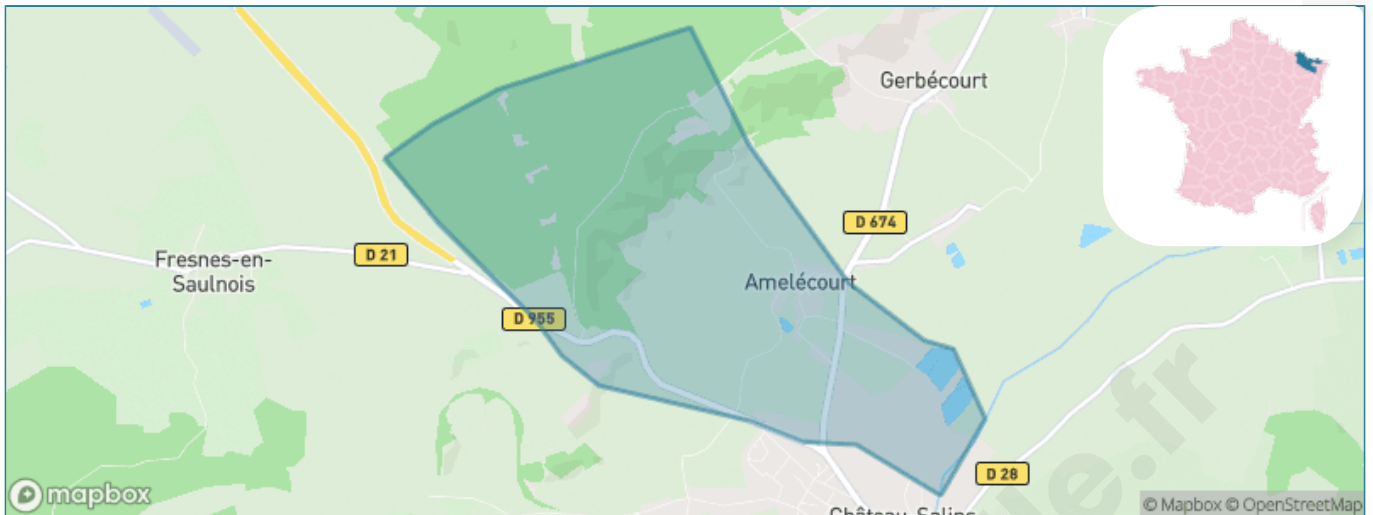 Gerbécourt
D 674
Fresnes-en-
Saulnois
D 21
Amelécourt
D 955
D 28
mapbox
© Mapbox © OpenStreetMap
Château-Salins